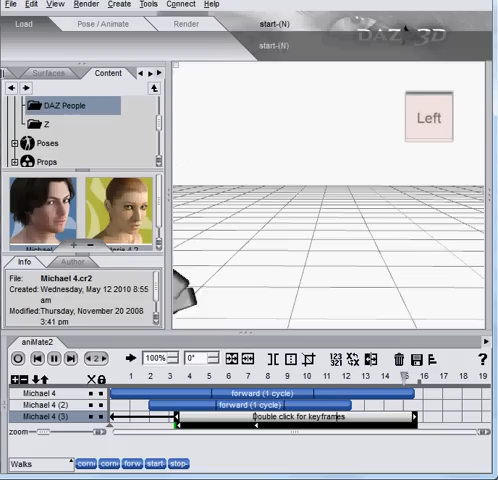 File Edit View Render Create Tools Connect Help
Load Pose / Animate Render start-(N)
start-(N)
DAZ 3D
Surfaces Content
DAZ People
Z
Poses
Props
Left
Info Author
File: Michael 4.cr2
Created: Wednesday, May 12 2010 8:55
am
Modified: Thursday, November 20 2008
3:41 pm
aniMate2
2 100% 0°
1 2 3 4 5 6 7 8 9 10 11 12 13 14 15 16 17 18 19
Michael 4 forward (1 cycle)
Michael 4 (2) forward (1 cycle)
Michael 4 (3) Double click for keyframes
zoom
Walks corn corn forw start stop-